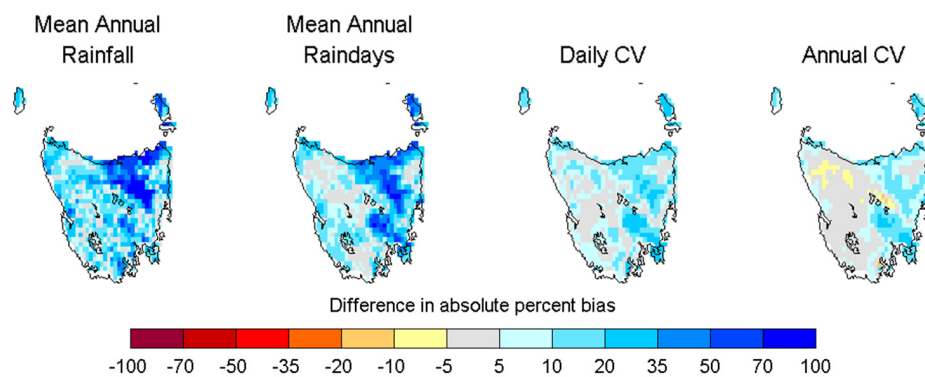 Mean Annual
Rainfall
Mean Annual
Raindays
Daily CV
Annual CV
Difference in absolute percent bias
-100 -70 -50 -35 -20 -10 -5 5 10 20 35 50 70 100